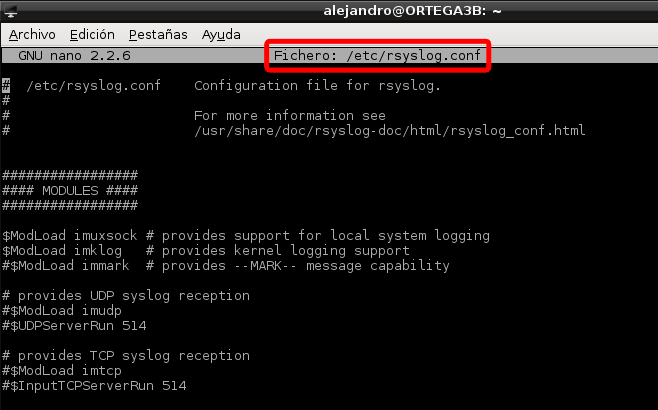 alejandro@ORTEGA3B: ~
Archivo Edición Pestañas Ayuda
GNU nano 2.2.6 Fichero: /etc/rsyslog.conf
# /etc/rsyslog.conf Configuration file for rsyslog.
#
# For more information see
# /usr/share/doc/rsyslog-doc/html/rsyslog_conf.html
#################
#### MODULES ####
#################
$ModLoad imuxsock # provides support for local system logging
$ModLoad imklog # provides kernel logging support
#$ModLoad immark # provides --MARK-- message capability
# provides UDP syslog reception
#$ModLoad imudp
#$UDPServerRun 514
# provides TCP syslog reception
#$ModLoad imtcp
#$InputTCPServerRun 514